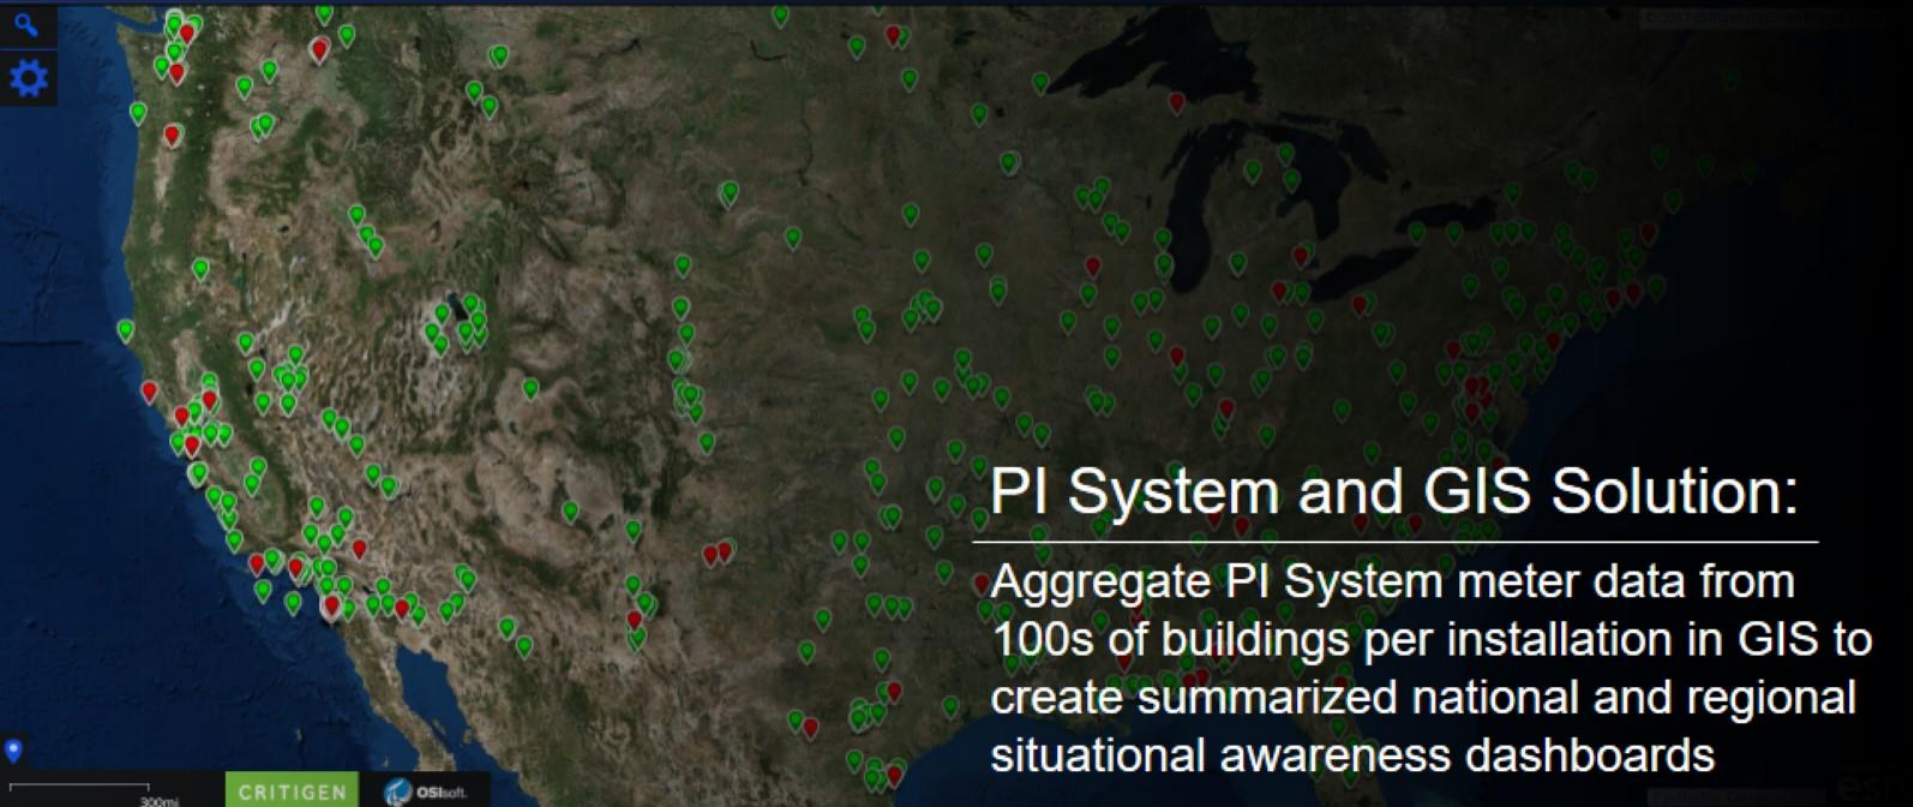 PI System and GIS Solution:
Aggregate PI System meter data from
100s of buildings per installation in GIS to
create summarized national and regional
situational awareness dashboards
300mi
CRITIGEN
OSIsoft.
esri